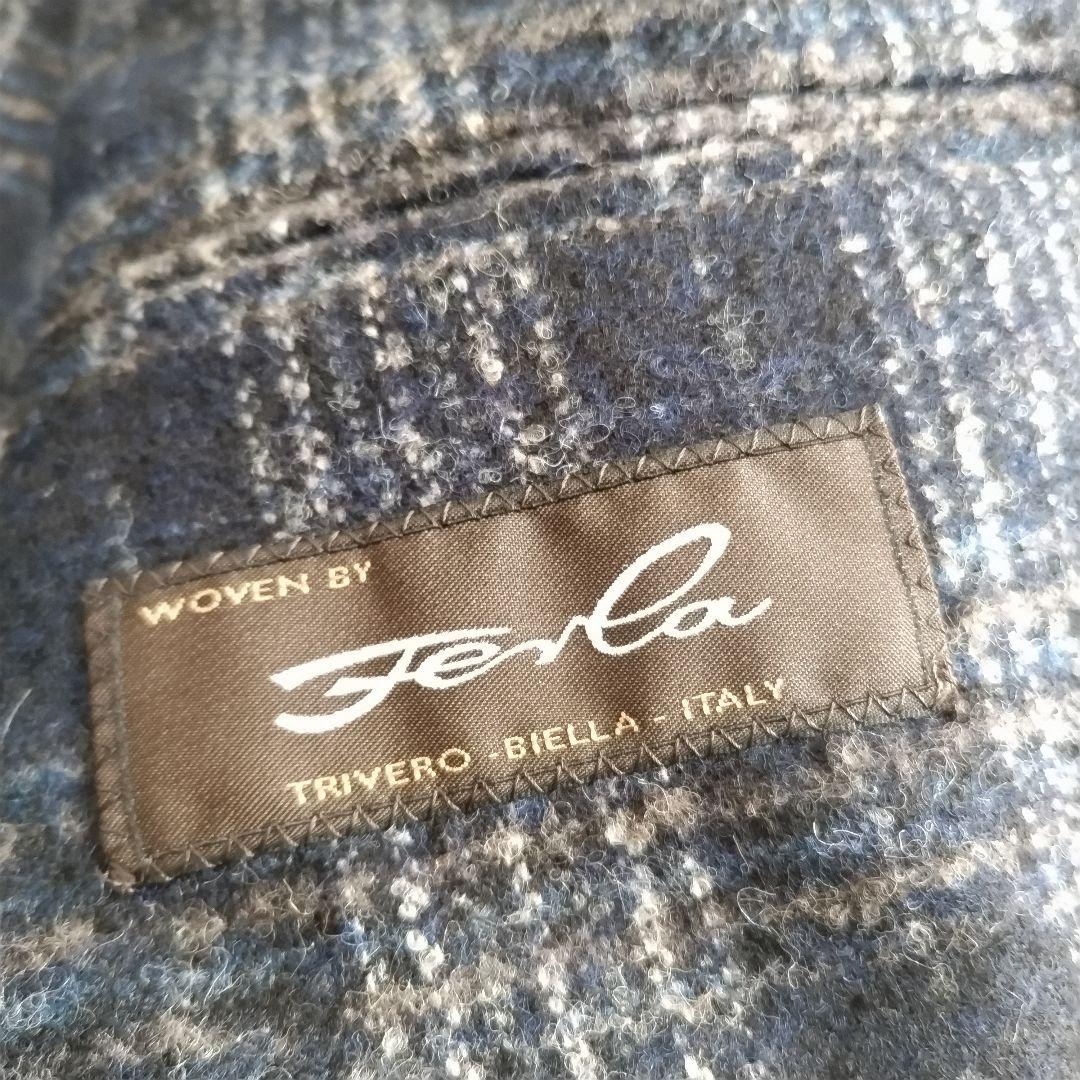 WOVEN BY
Ferla
TRIVERO - BIELLA - ITALY